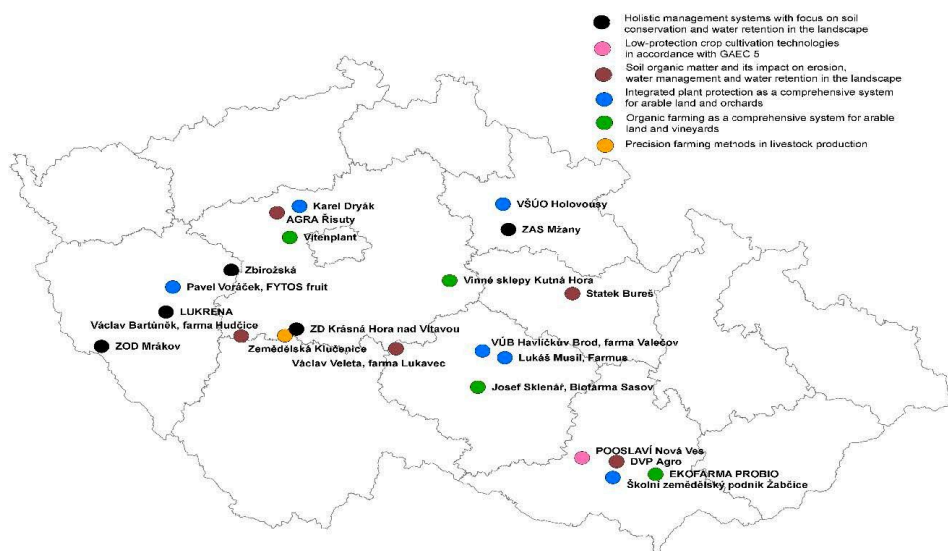 Holistic management systems with focus on soil
conservation and water retention in the landscape
Low-protection crop cultivation technologies
in accordance with GAEC 5
Soil organic matter and its impact on erosion,
water management and water retention in the landscape
Integrated plant protection as a comprehensive system
for arable land and orchards
Organic farming as a comprehensive system for arable
land and vineyards
Precision farming methods in livestock production
Karel Dryák
AGRA Řisuty
Vitenplant
VŠÚO Holovousy
ZAS Mžany
Zbirožská
Pavel Voráček, FYTOS fruit
Vinné sklepy Kutná Hora
Statek Bureš
LUKRENA
Václav Bartůněk, farma Hudčice
ZD Krásná Hora nad Vltavou
ZOD Mrákov
Zemědělská Klučenice
Václav Veleta, farma Lukavec
VÚB Havlíčkův Brod, farma Valečov
Lukáš Musil, Farmus
Josef Sklenář, Biofarma Sasov
POOSLAVÍ Nová Ves
DVP Agro
EKOFARMA PROBIO
Školní zemědělský podnik Žabčice